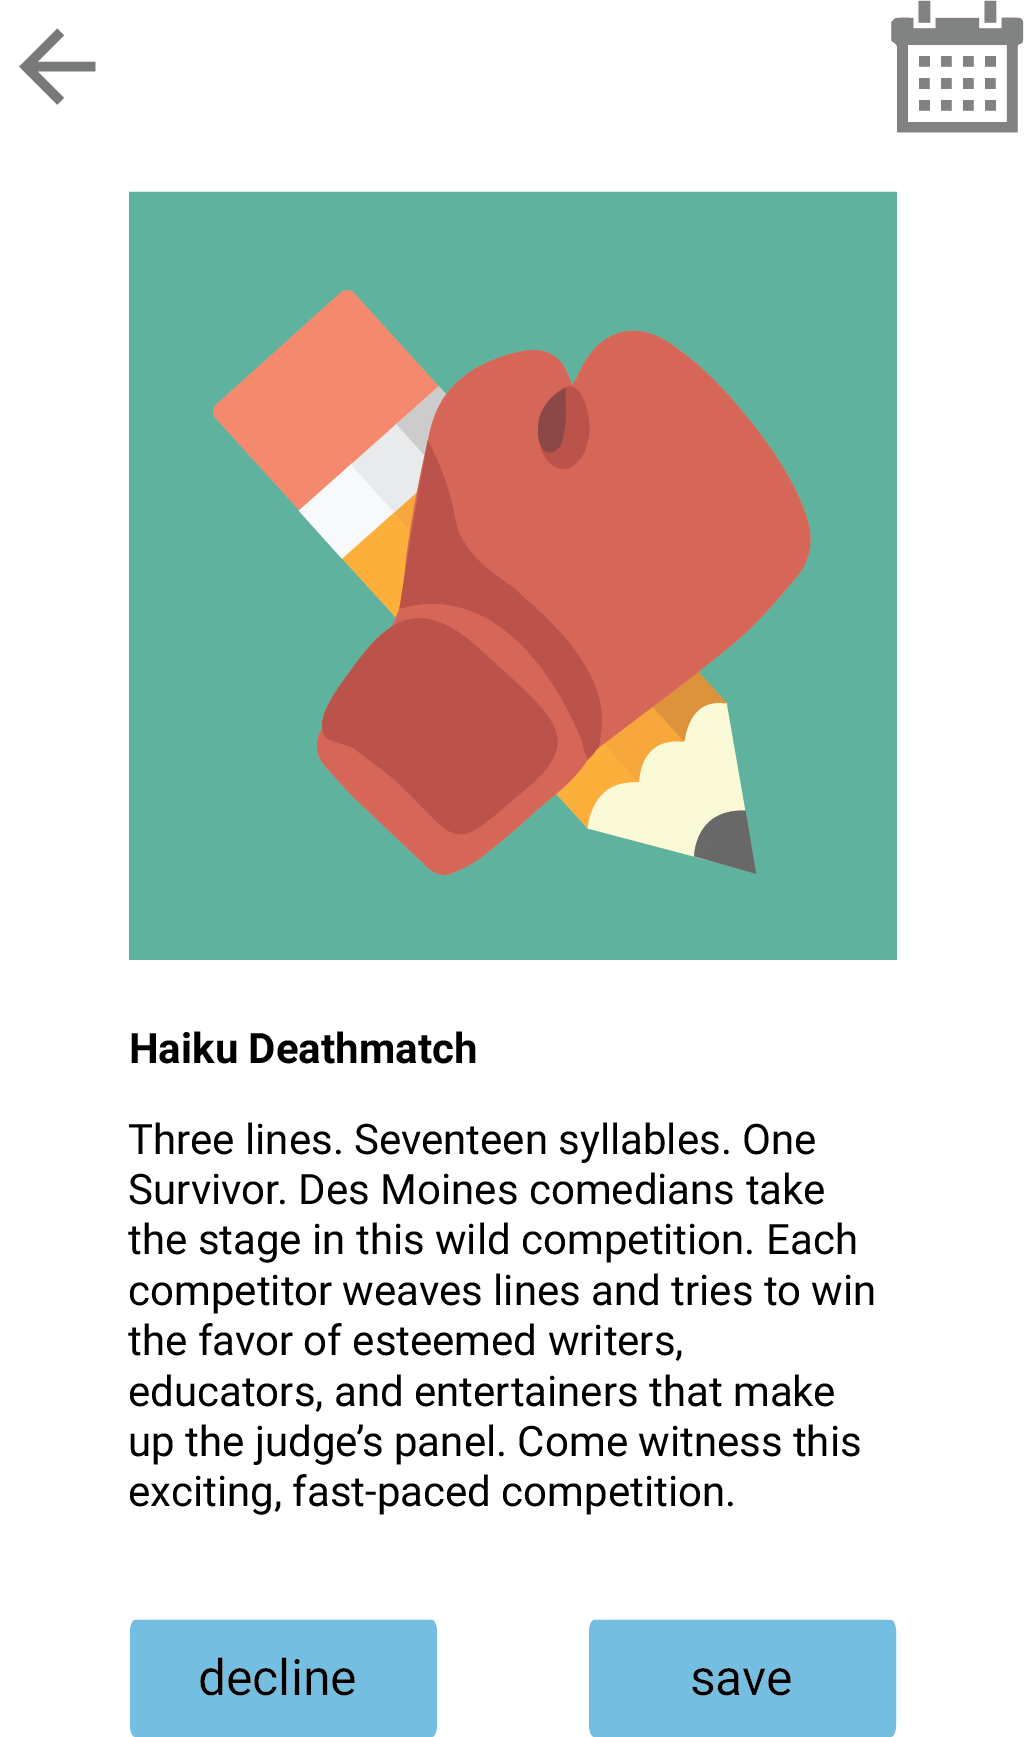 Haiku Deathmatch
Three lines. Seventeen syllables. One
Survivor. Des Moines comedians take
the stage in this wild competition. Each
competitor weaves lines and tries to win
the favor of esteemed writers,
educators, and entertainers that make
up the judge’s panel. Come witness this
exciting, fast-paced competition.
decline
save